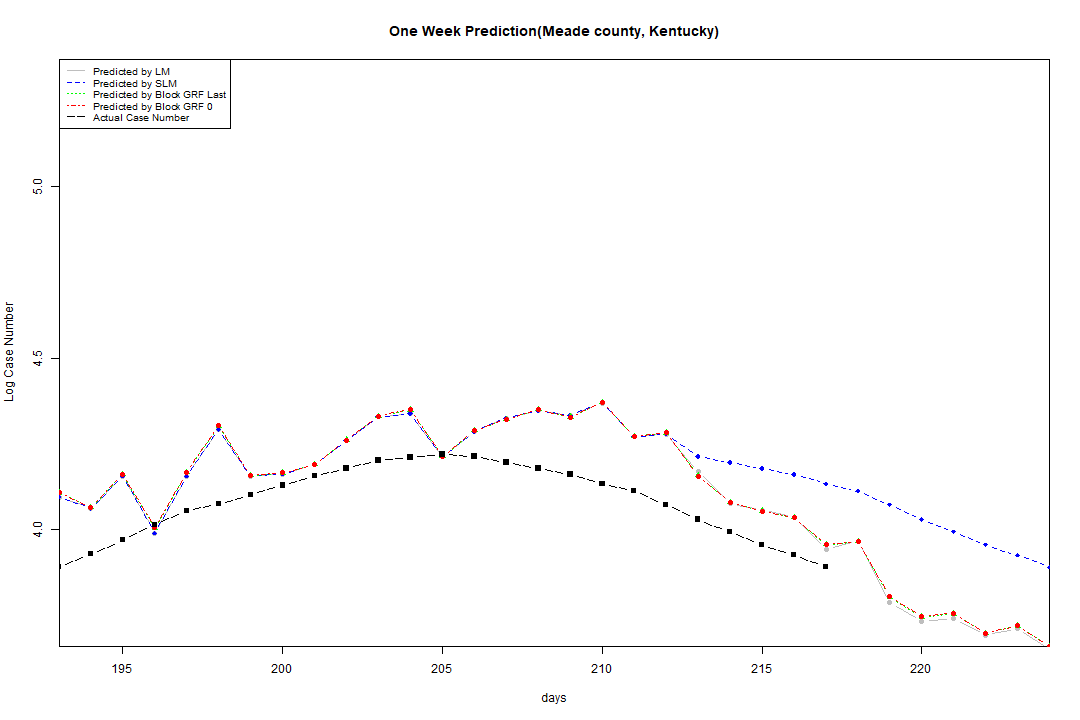 One Week Prediction(Meade county, Kentucky)
Predicted by LM
Predicted by SLM
Predicted by Block GRF Last
Predicted by Block GRF 0
Actual Case Number
5.0
4.5
4.0
Log Case Number
195 200 205 210 215 220
days